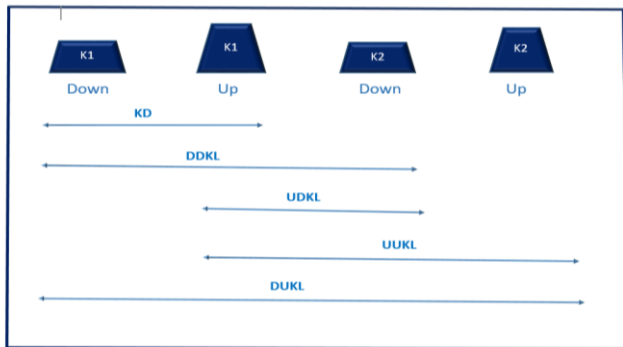 K1 K1 K2 K2
Down Up Down Up
KD
DDKL
UDKL
UUKL
DUKL